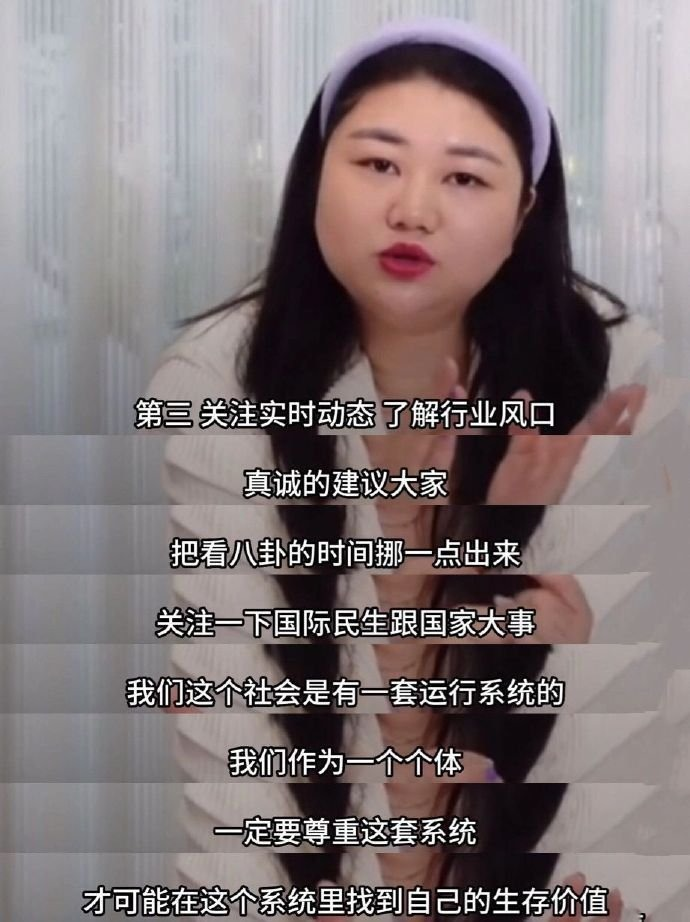 第三 关注实时动态 了解行业风口
真诚的建议大家
把看八卦的时间挪一点出来
关注一下国际民生跟国家大事
我们这个社会是有一套运行系统的
我们作为一个个体
一定要尊重这套系统
才可能在这个系统里找到自己的生存价值